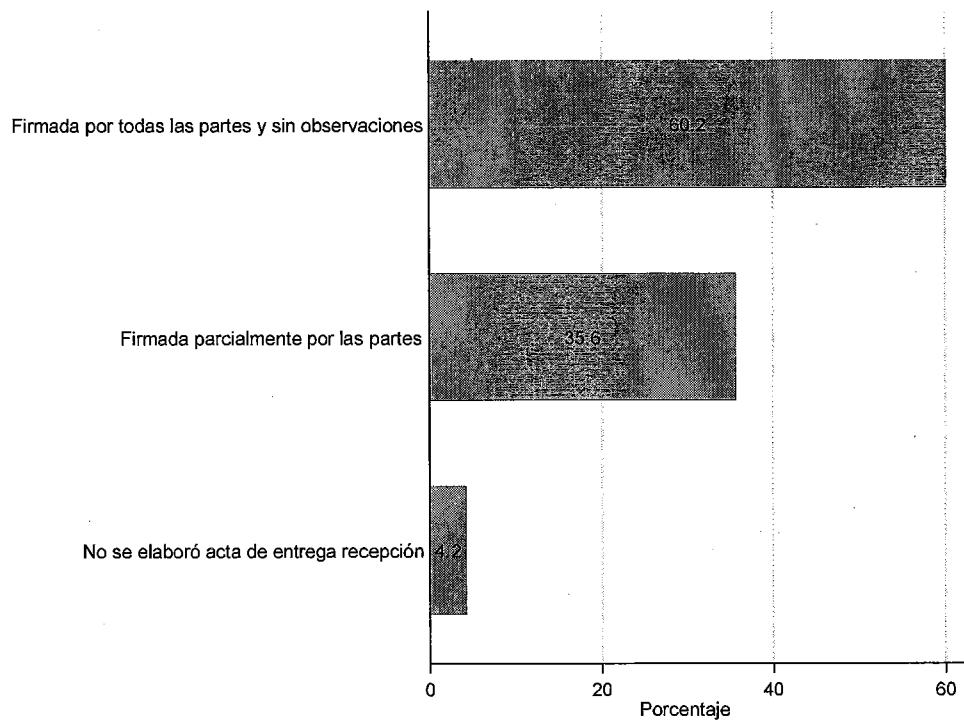 Firmada por todas las partes y sin observaciones
60.2
Firmada parcialmente por las partes
35.6
No se elaboró acta de entrega recepción
4.2
0 20 40 60
Porcentaje